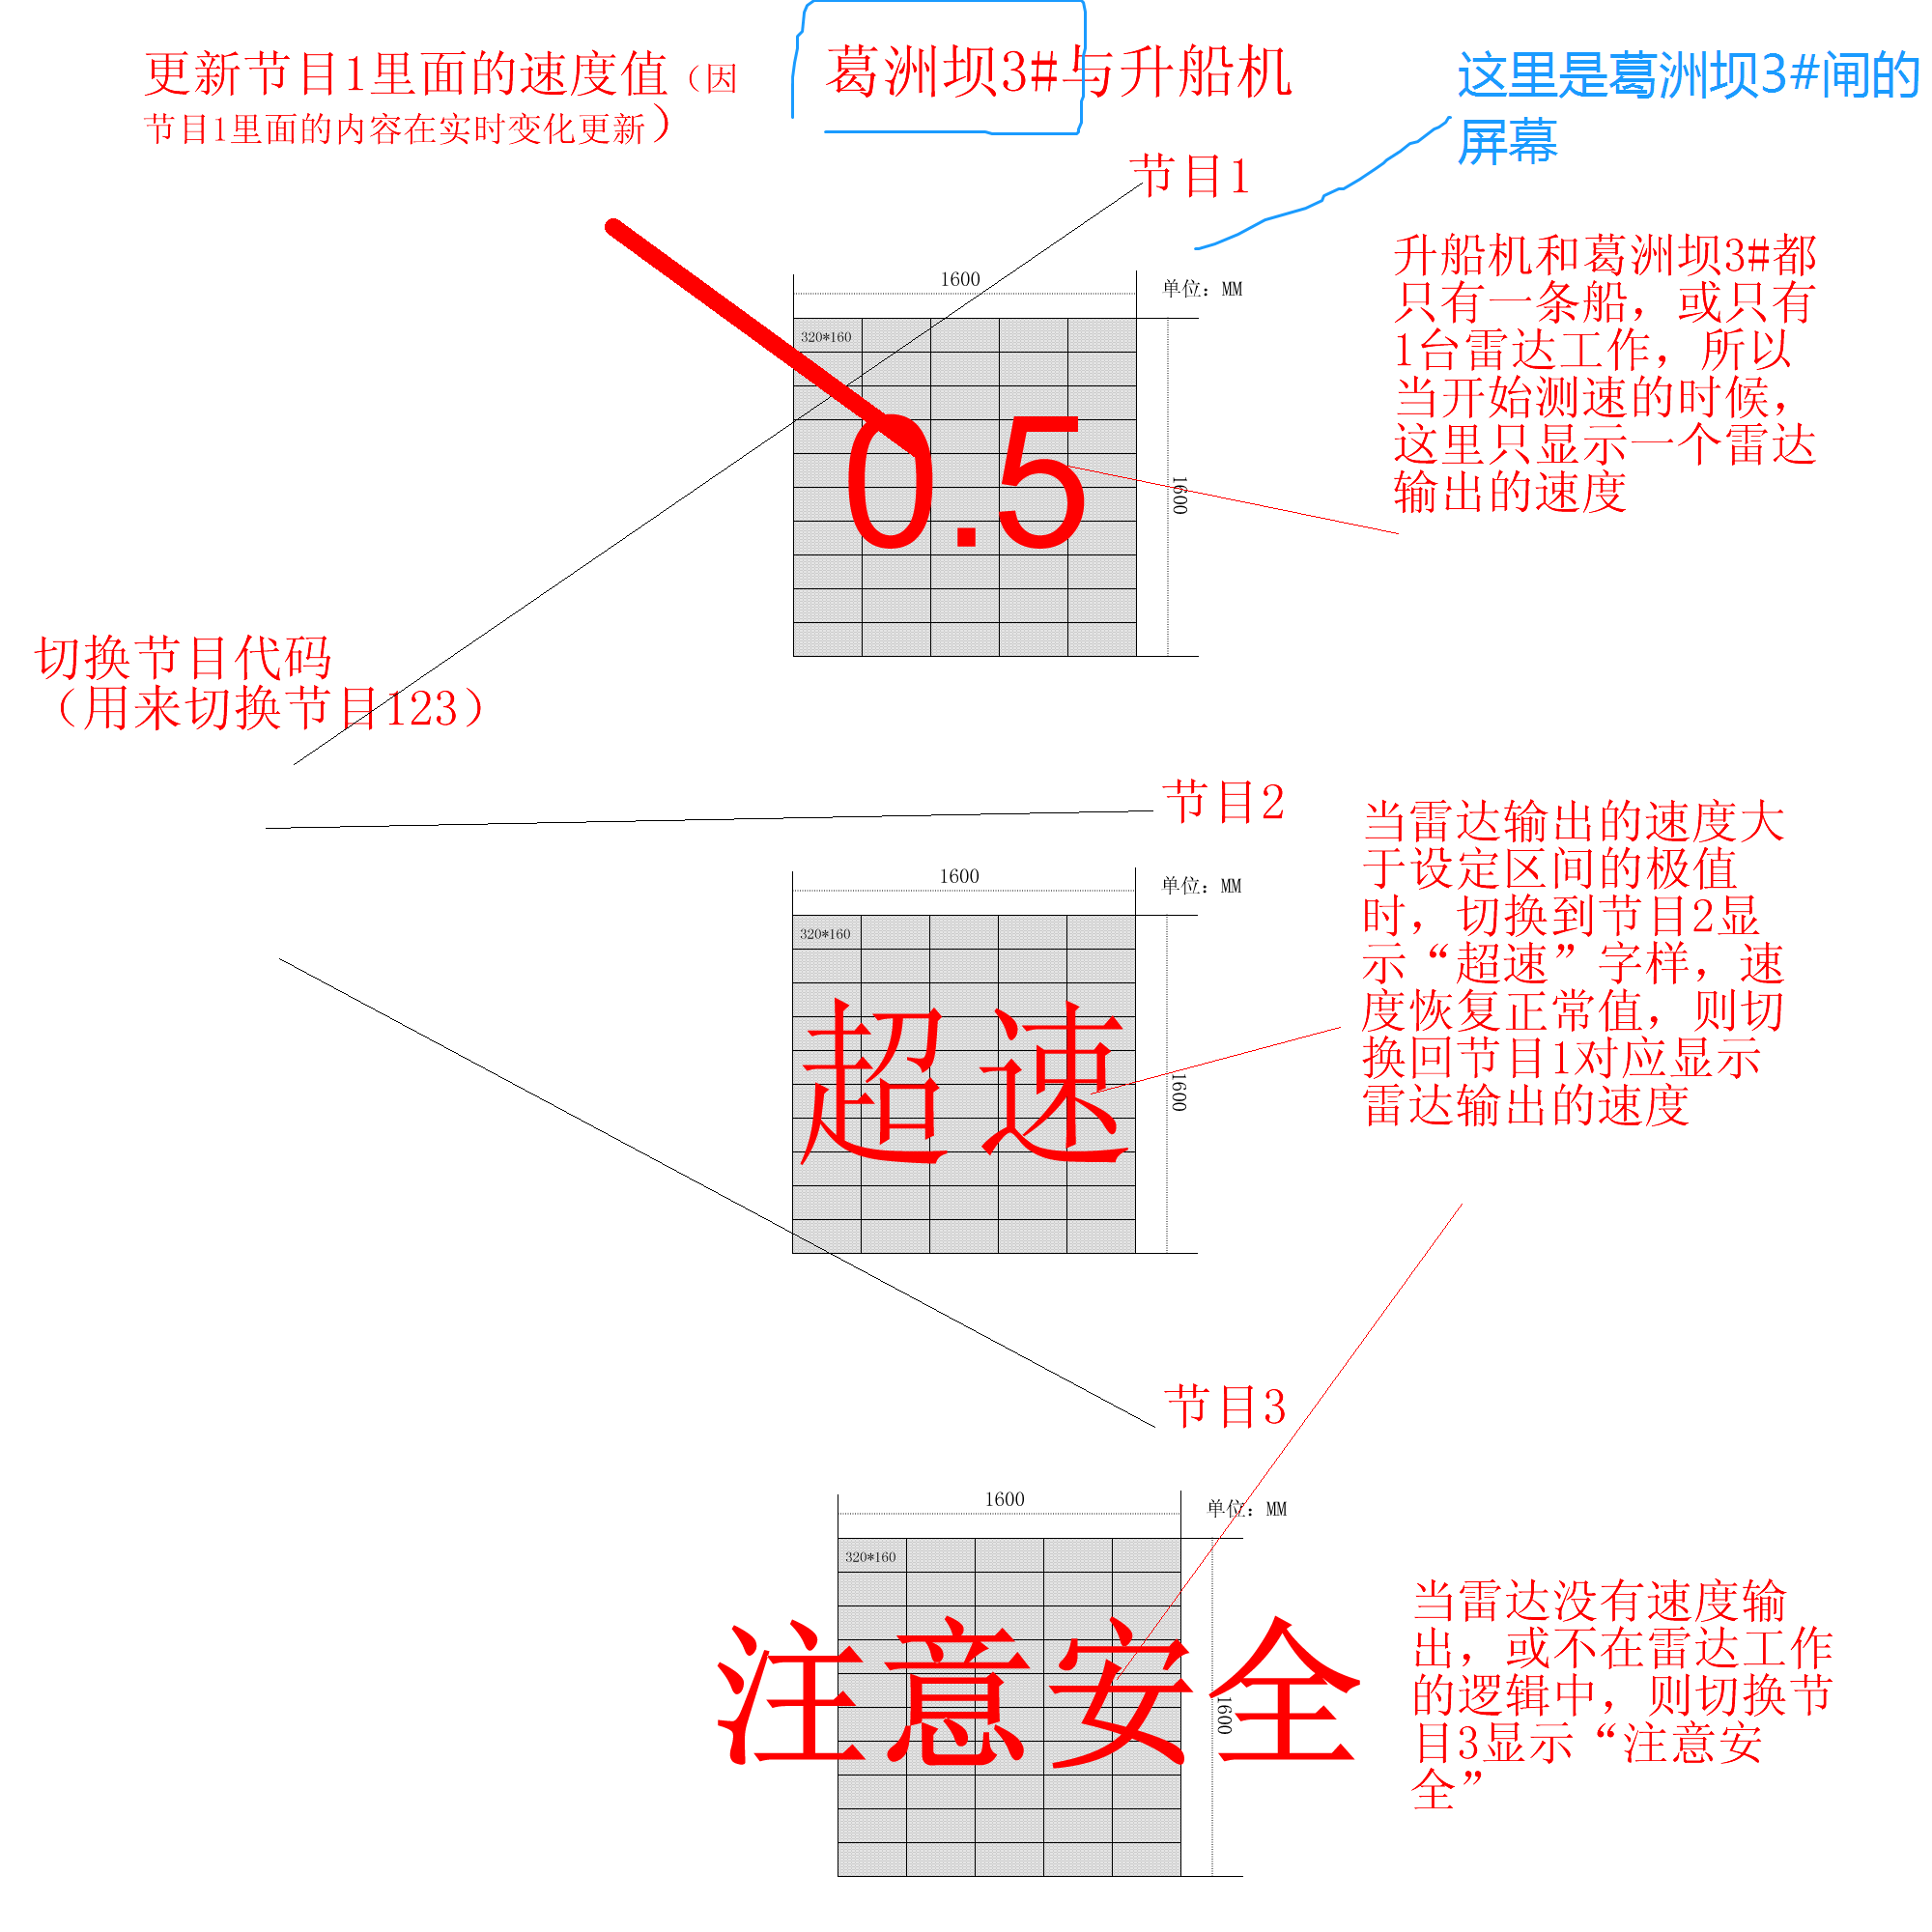 更新节目1里面的速度值（因
节目1里面的内容在实时变化更新）
葛洲坝3#与升船机
这里是葛洲坝3#闸的
屏幕
节目1
1600
单位：MM
320*160
0.5
1600
升船机和葛洲坝3#都
只有一条船，或只有
1台雷达工作，所以
当开始测速的时候，
这里只显示一个雷达
输出的速度
切换节目代码
（用来切换节目123）
节目2
1600
单位：MM
320*160
超速
1600
当雷达输出的速度大
于设定区间的极值
时，切换到节目2显
示“超速”字样，速
度恢复正常值，则切
换回节目1对应显示
雷达输出的速度
节目3
1600
单位：MM
320*160
注意安全
1600
当雷达没有速度输
出，或不在雷达工作
的逻辑中，则切换节
目3显示“注意安
全”